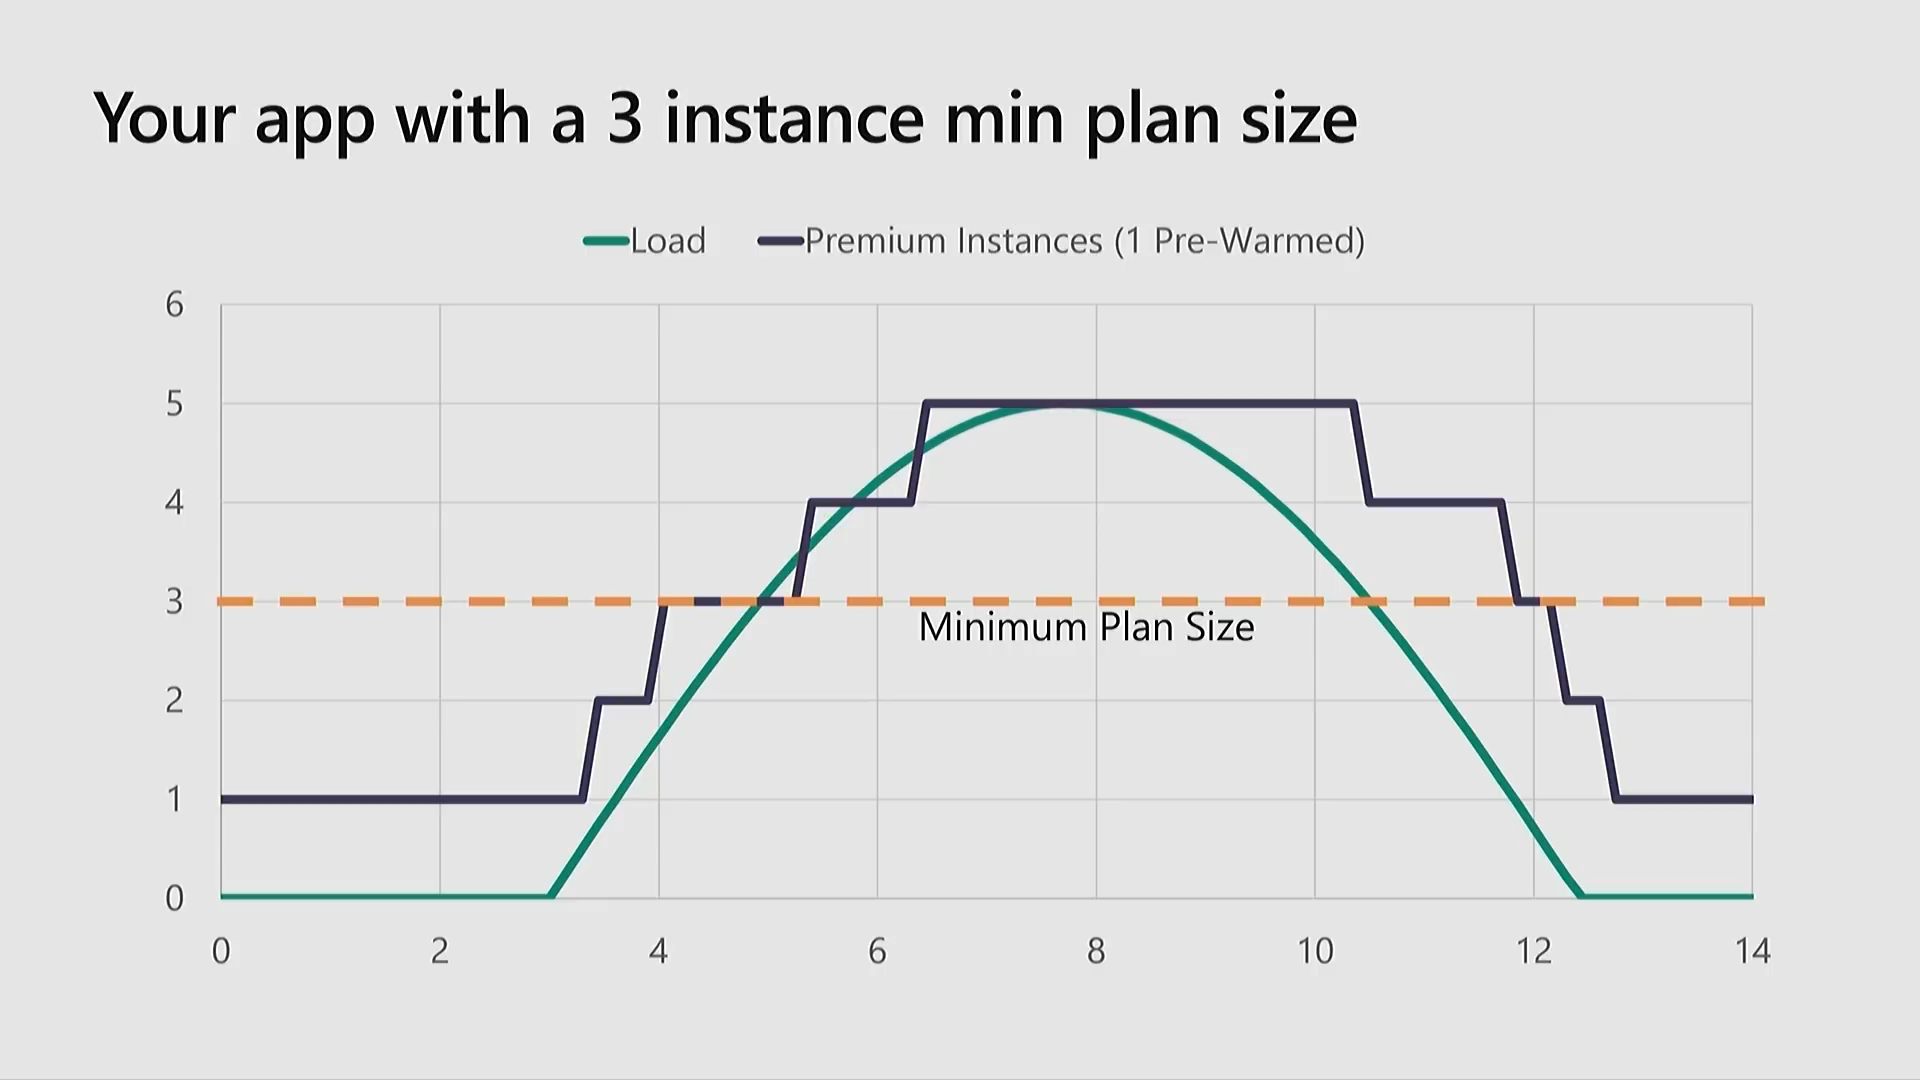 Your app with a 3 instance min plan size
Load Premium Instances (1 Pre-Warmed)
6
5
4
3
Minimum Plan Size
2
1
0
0 2 4 6 8 10 12 14